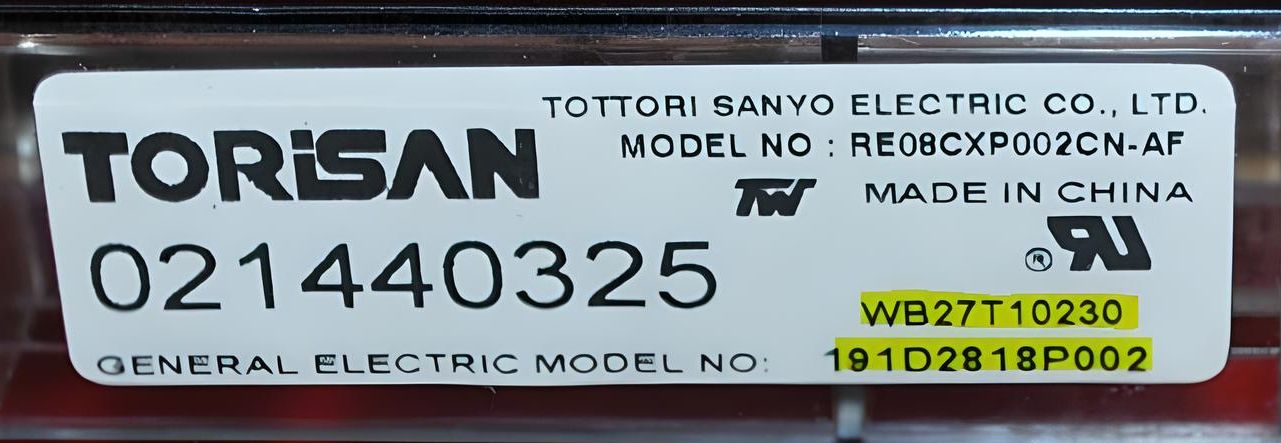 TOTTORI SANYO ELECTRIC CO., LTD.
TORiSAN
MODEL NO : RE08CXP002CN-AF
MADE IN CHINA
021440325
®
WB27T10230
GENERAL ELECTRIC MODEL NO: 191D2818P002